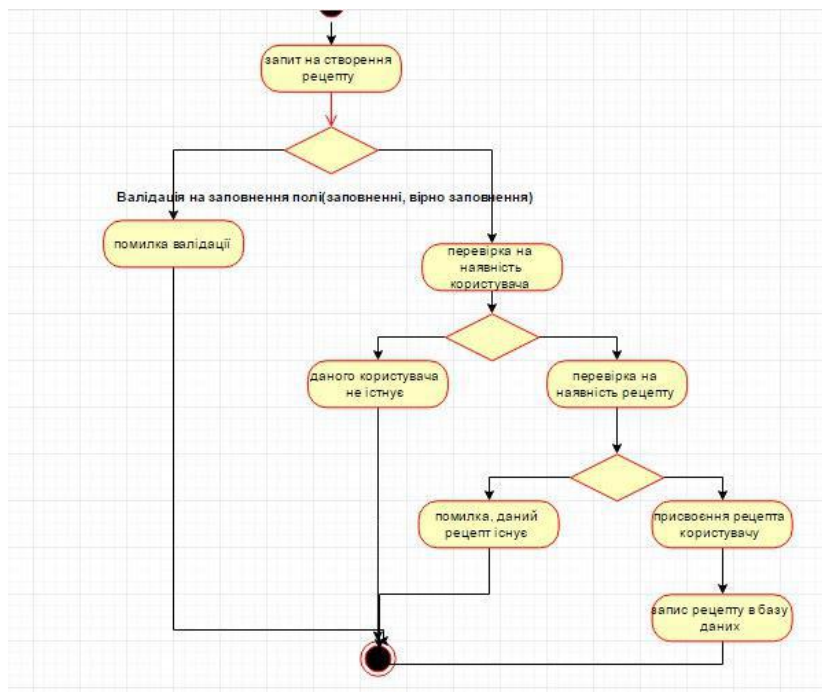 запит на створення
рецепту
Валідація на заповнення полі(заповненні, вірно заповнення)
помилка валідації
перевірка на
наявність
користувача
даного користувача
не істнує
перевірка на
наявність рецепту
помилка, даний
рецепт існує
присвоєння рецепта
користувачу
запис рецепту в базу
даних